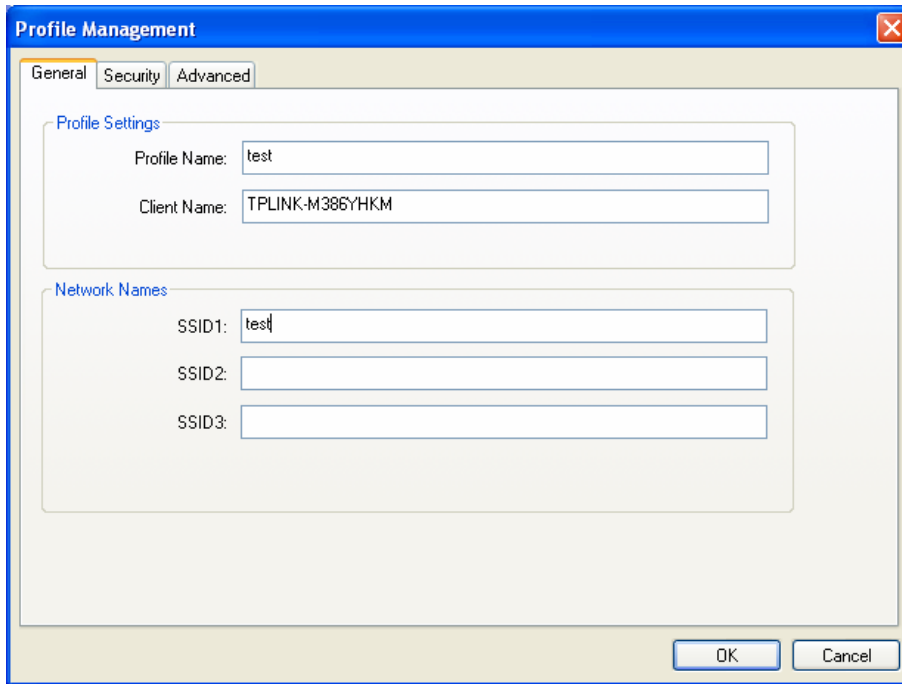 Profile Management
General Security Advanced
Profile Settings
Profile Name: test
Client Name: TPLINK-M386YHKM
Network Names
SSID1: test
SSID2:
SSID3:
OK Cancel